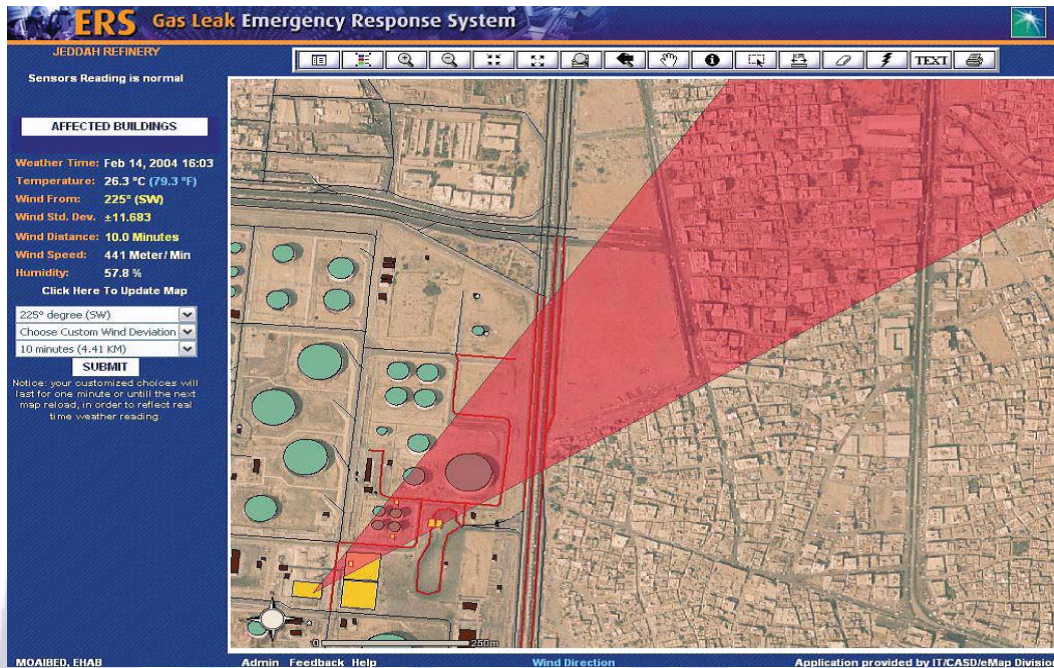 ERS Gas Leak Emergency Response System
JEDDAH REFINERY
TEXT
Sensors Reading is normal
AFFECTED BUILDINGS
Weather Time: Feb 14, 2004 16:03
Temperature: 26.3 °C (79.3 °F)
Wind From: 225° (SW)
Wind Std. Dev. ±11.683
Wind Distance: 10.0 Minutes
Wind Speed: 441 Meter/Min
Humidity: 57.8 %
Click Here To Update Map
225° degree (SW)
Choose Custom Wind Deviation
10 minutes (4.41 KM)
SUBMIT
Notice: your customized choices will
last for one minute or untill the next
map reload, in order to reflect real
time weather reading.
0 250m
MOAIBED, EHAB Admin Feedback Help Wind Direction Application provided by IT/CASD/eMap Division